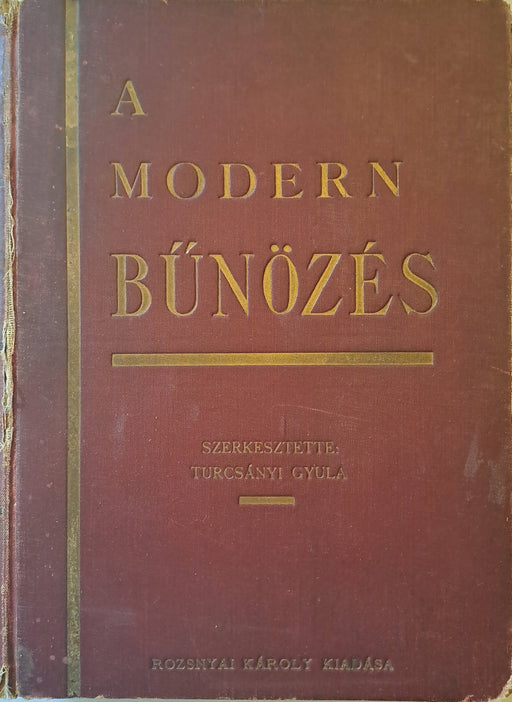 A
MODERN
BŰNÖZÉS
SZERKESZTETTE:
TURCSÁNYI GYULA
ROZSNYAI KÁROLY KIADÁSA